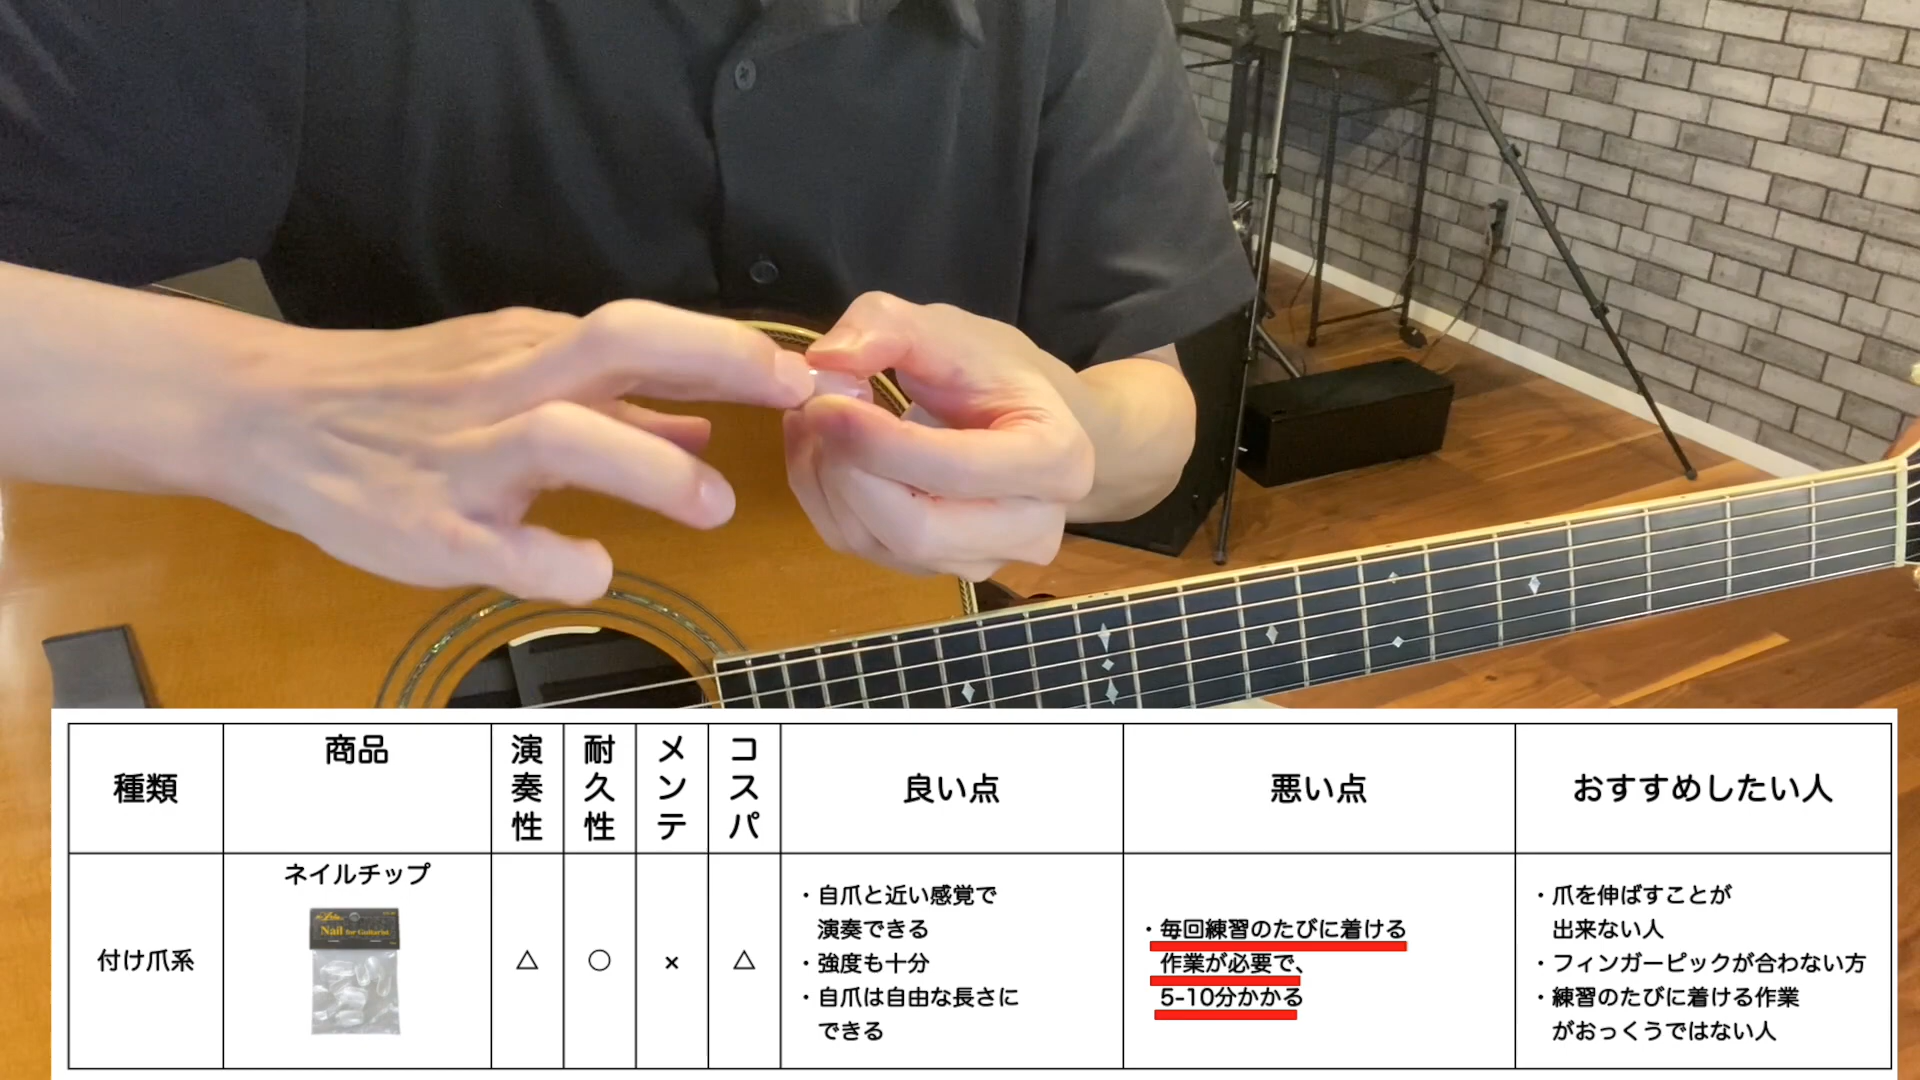 種類
商品
演奏性
耐久性
メンテ
コスパ
良い点
悪い点
おすすめしたい人
付け爪系
ネイルチップ
Nail for Guitarist
△
○
×
△
・自爪と近い感覚で
演奏できる
・強度も十分
・自爪は自由な長さに
できる
・毎回練習のたびに着ける
作業が必要で、
5-10分かかる
・爪を伸ばすことが
出来ない人
・フィンガーピックが合わない方
・練習のたびに着ける作業
がおっくうではない人